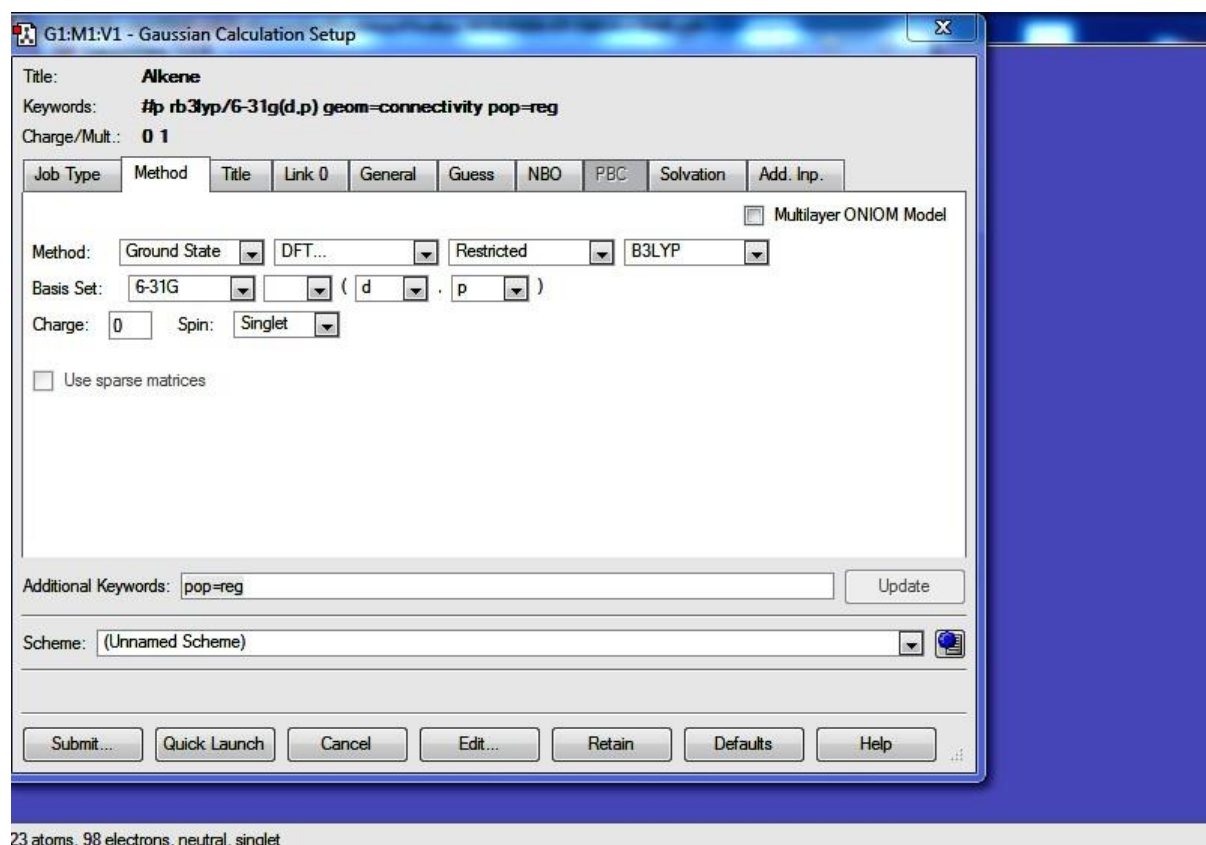 G1:M1:V1 - Gaussian Calculation Setup
Title: Alkene
Keywords: #p rb3lyp/6-31g(d,p) geom=connectivity pop=reg
Charge/Mult.: 0 1
Job Type Method Title Link 0 General Guess NBO PBC Solvation Add. Inp.
Multilayer ONIOM Model
Method: Ground State DFT... Restricted B3LYP
Basis Set: 6-31G ( d , p )
Charge: 0 Spin: Singlet
Use sparse matrices
Additional Keywords: pop=reg Update
Scheme: (Unnamed Scheme)
Submit... Quick Launch Cancel Edit... Retain Defaults Help
23 atoms, 98 electrons, neutral, singlet